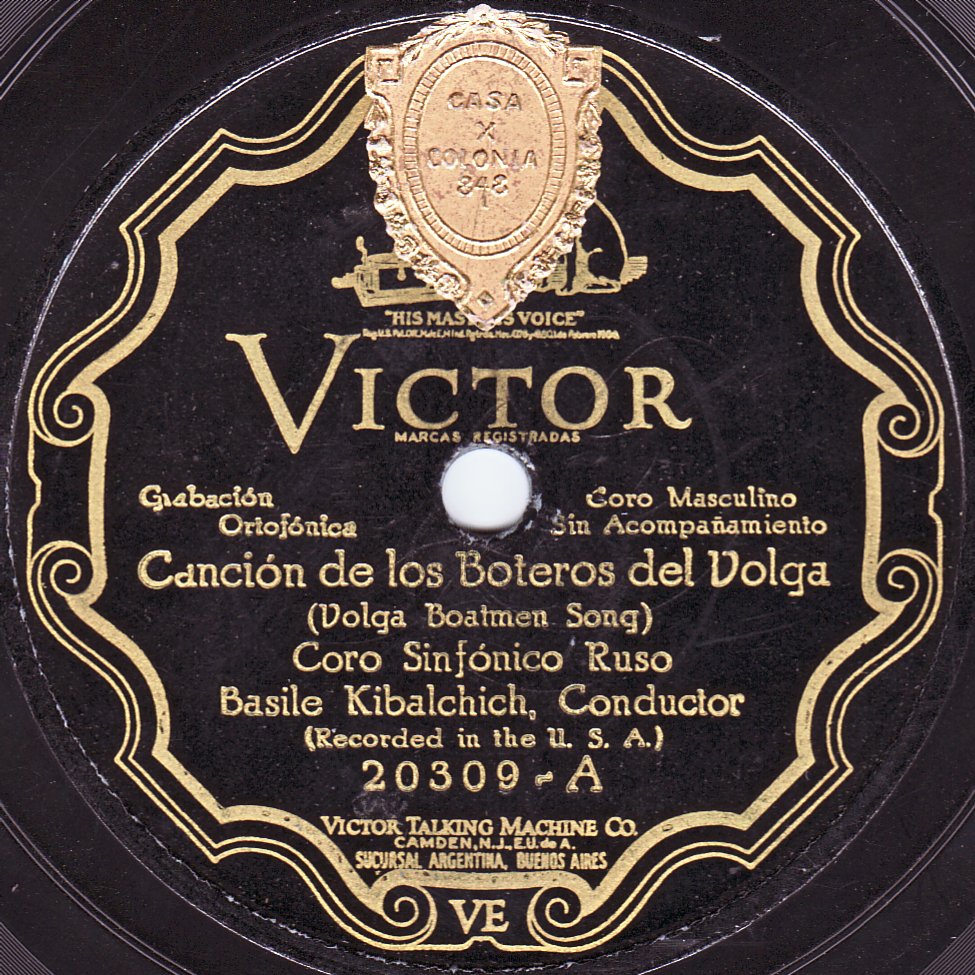 CASA
X
COLONIA
848
"HIS MASTER'S VOICE"
VICTOR
MARCAS REGISTRADAS
Grabación
Ortofónica
Coro Masculino
Sin Acompañamiento
Canción de los Boteros del Volga
(Volga Boatmen Song)
Coro Sinfónico Ruso
Basile Kibalchich, Conductor
(Recorded in the U. S. A.)
20309-A
VICTOR TALKING MACHINE CO.
CAMDEN, N.J., E.U. de A.
SUCURSAL ARGENTINA, BUENOS AIRES
VE